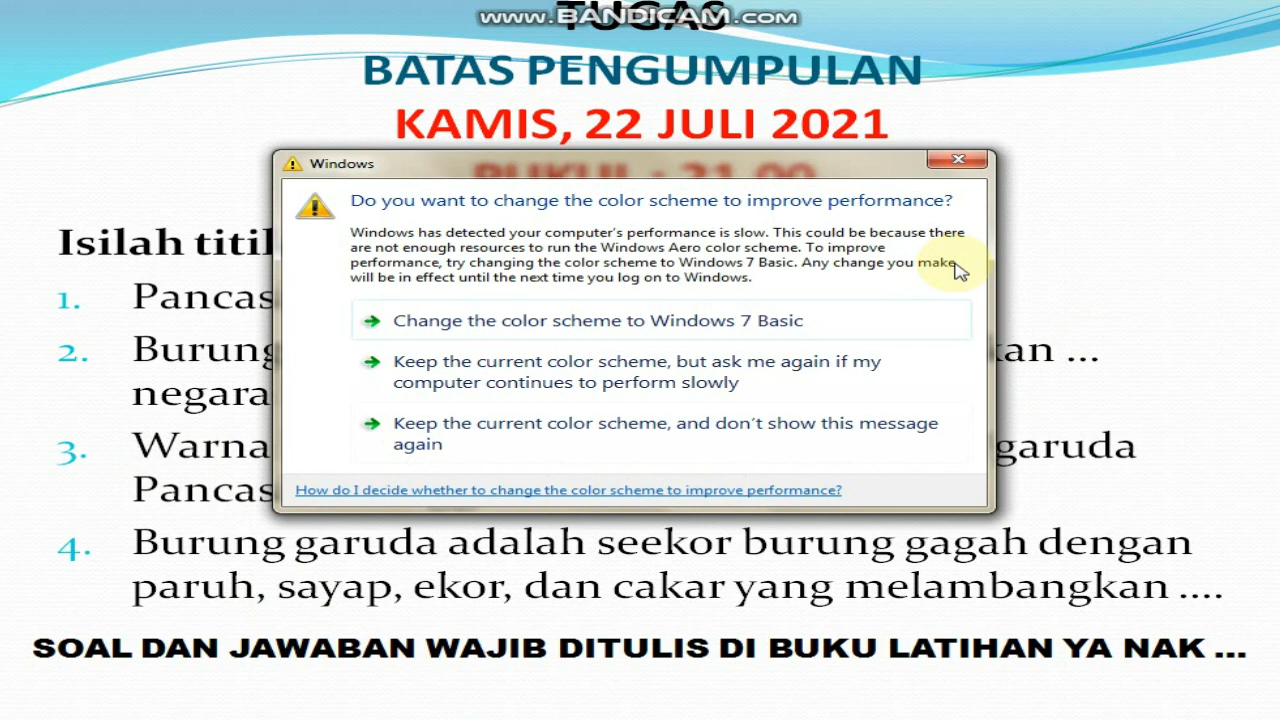 www.BANDICAM.com
TUGAS
BATAS PENGUMPULAN
KAMIS, 22 JULI 2021
PUKUL : 21.00
Windows
Do you want to change the color scheme to improve performance?
Windows has detected your computer's performance is slow. This could be because there
are not enough resources to run the Windows Aero color scheme. To improve
performance, try changing the color scheme to Windows 7 Basic. Any change you make
will be in effect until the next time you log on to Windows.
Change the color scheme to Windows 7 Basic
Keep the current color scheme, but ask me again if my
computer continues to perform slowly
Keep the current color scheme, and don't show this message
again
How do I decide whether to change the color scheme to improve performance?
Isilah titi
1. Pancas
2. Burung kan ...
negara
3. Warna garuda
Pancas
4. Burung garuda adalah seekor burung gagah dengan
paruh, sayap, ekor, dan cakar yang melambangkan ....
SOAL DAN JAWABAN WAJIB DITULIS DI BUKU LATIHAN YA NAK ...